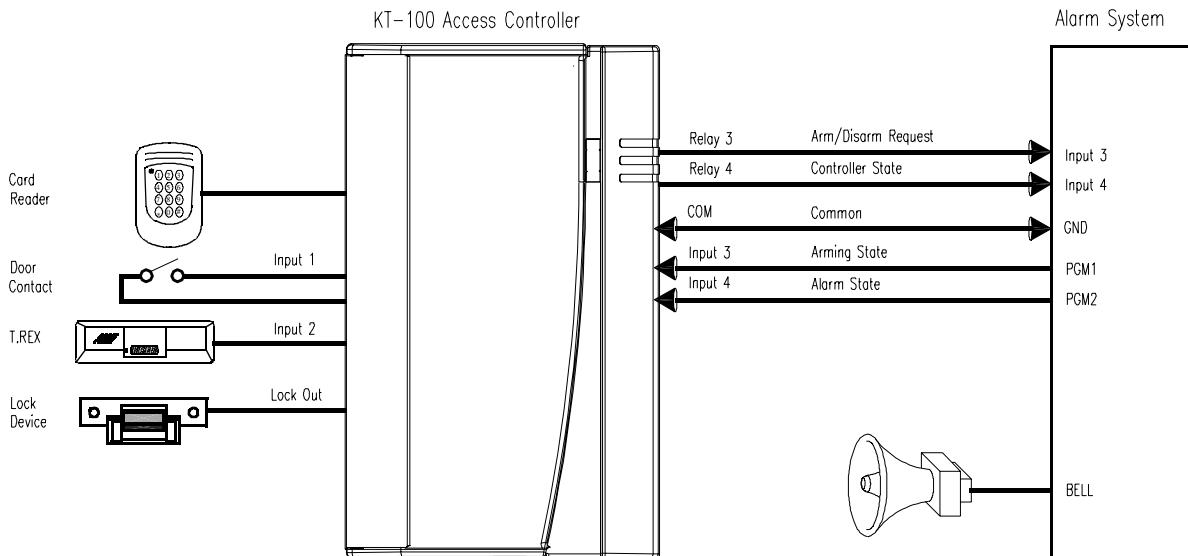 KT-100 Access Controller
Alarm System
Card
Reader
Door
Contact
Input 1
T.REX
Input 2
Lock
Device
Lock Out
Relay 3 Arm/Disarm Request Input 3
Relay 4 Controller State Input 4
COM Common GND
Input 3 Arming State PGM1
Input 4 Alarm State PGM2
BELL